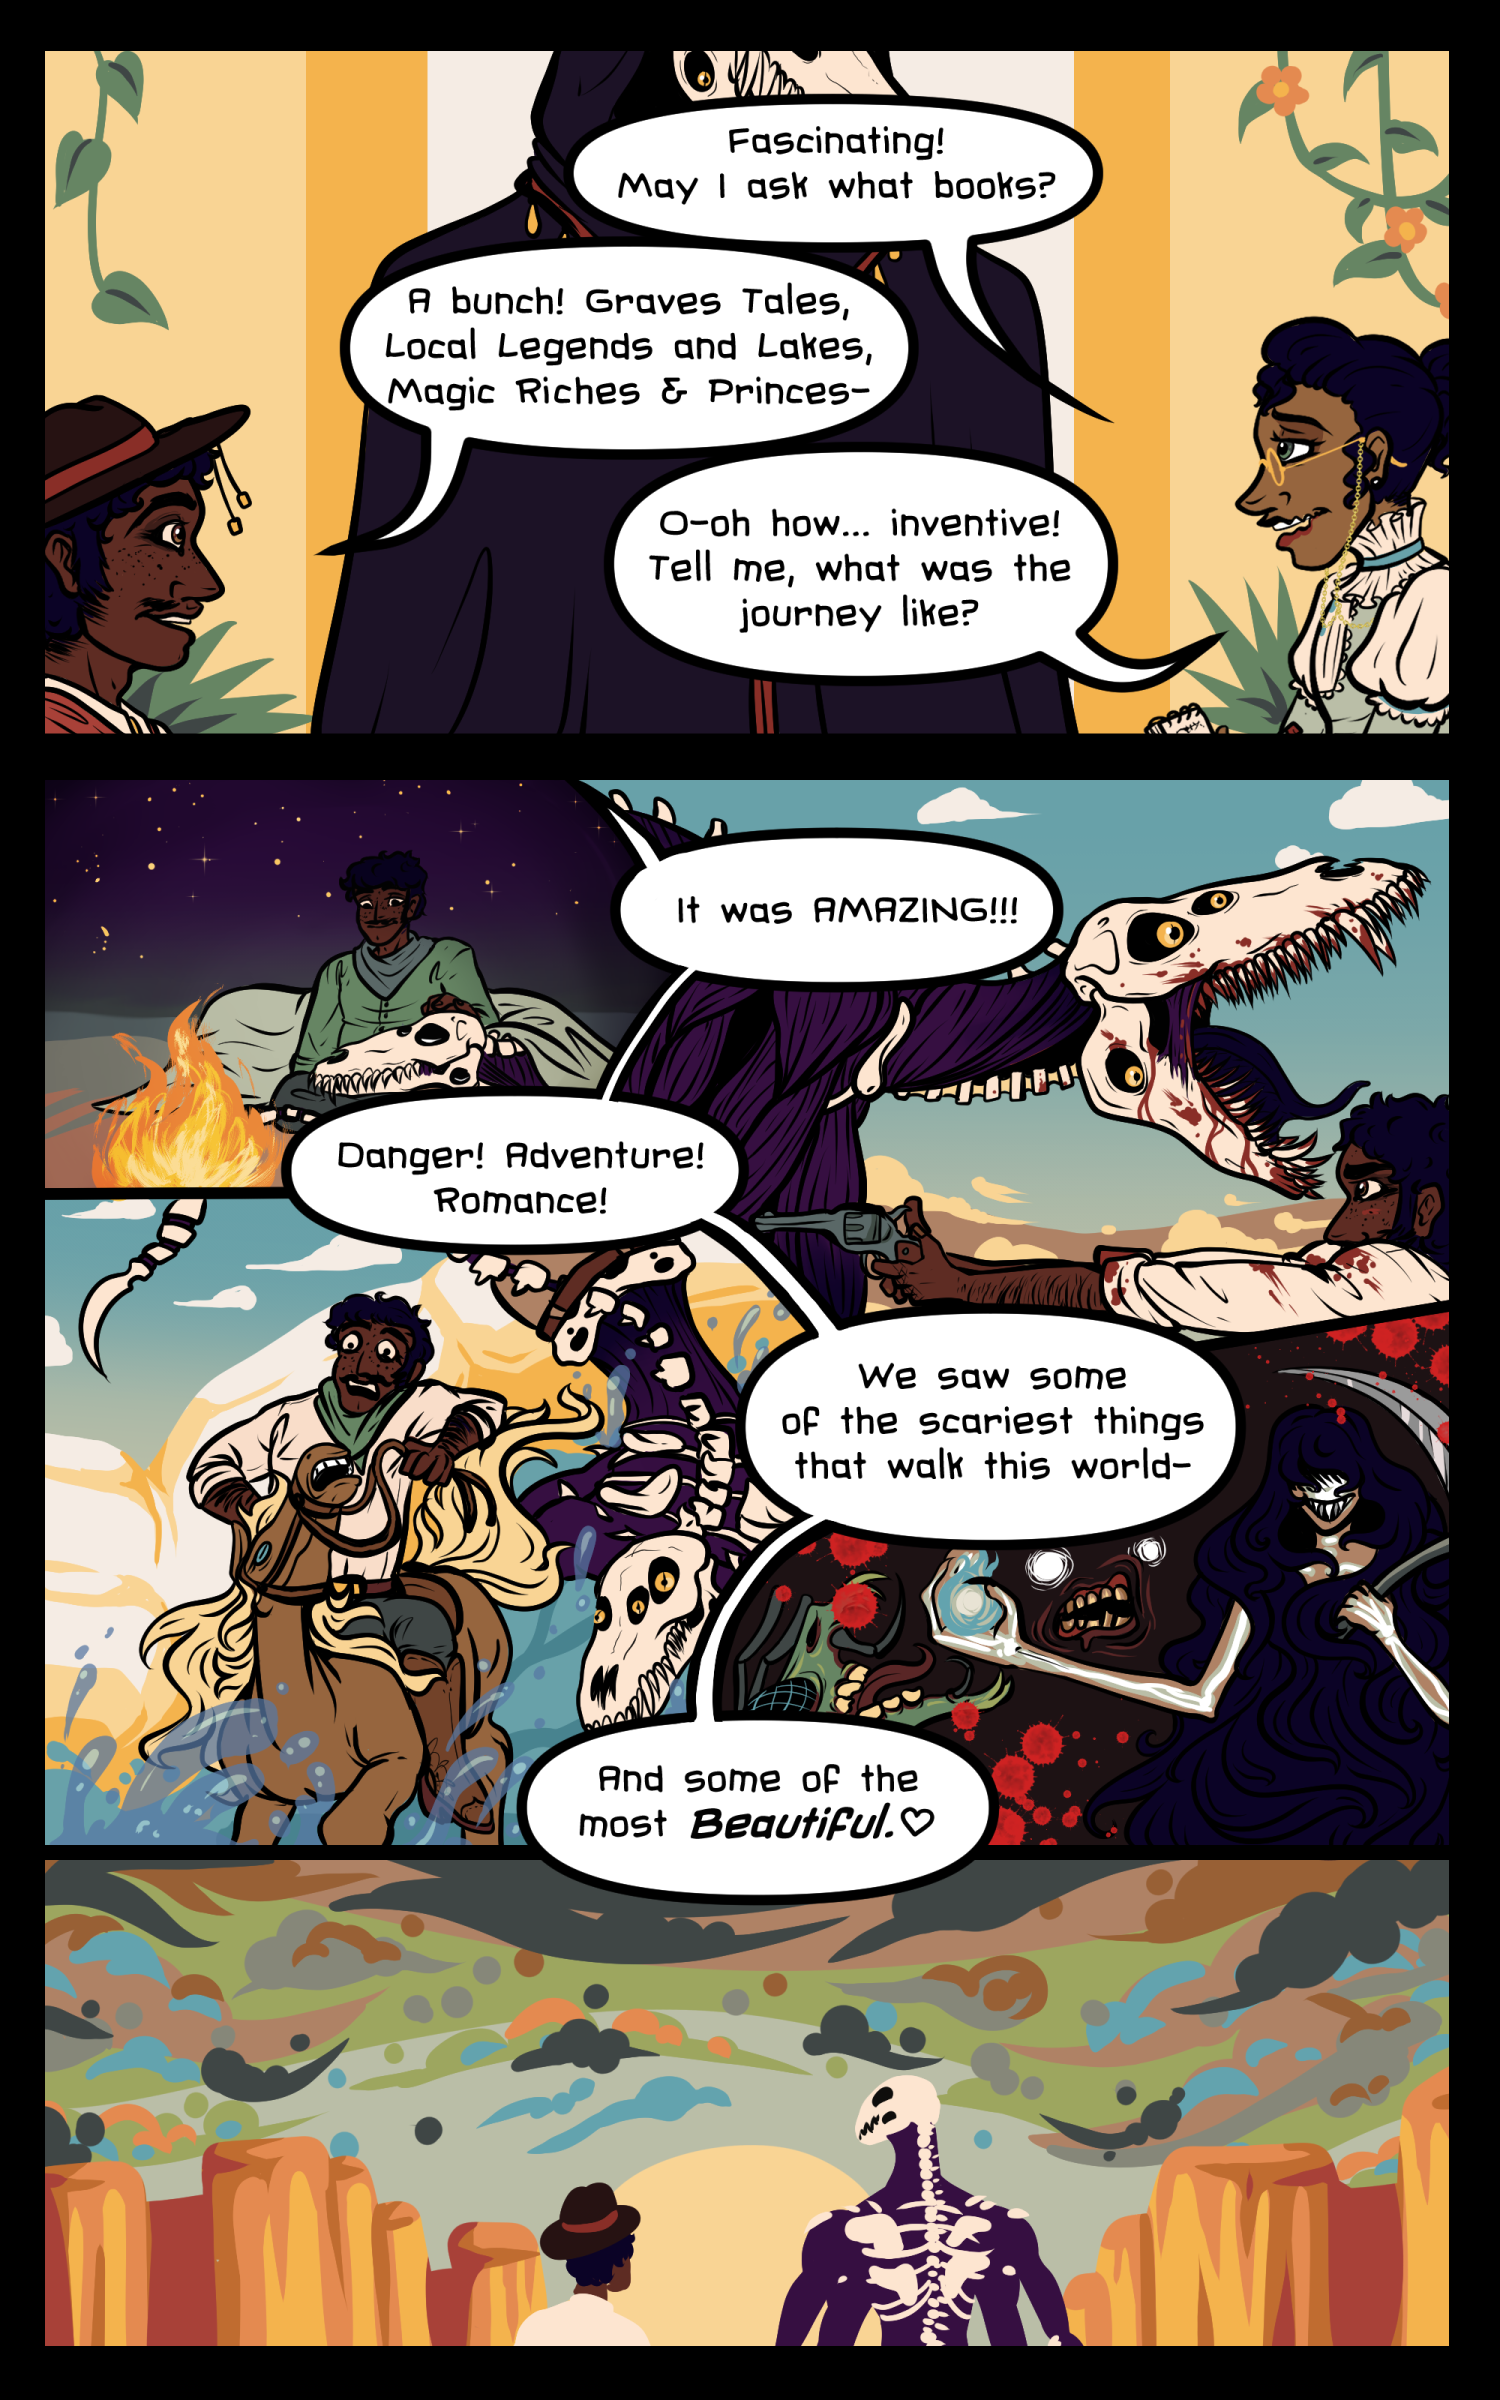 Fascinating!
May I ask what books?
A bunch! Graves Tales,
Local Legends and Lakes,
Magic Riches & Princes-
O-oh how... inventive!
Tell me, what was the
journey like?
It was AMAZING!!!
Danger! Adventure!
Romance!
We saw some
of the scariest things
that walk this world-
And some of the
most Beautiful.♡